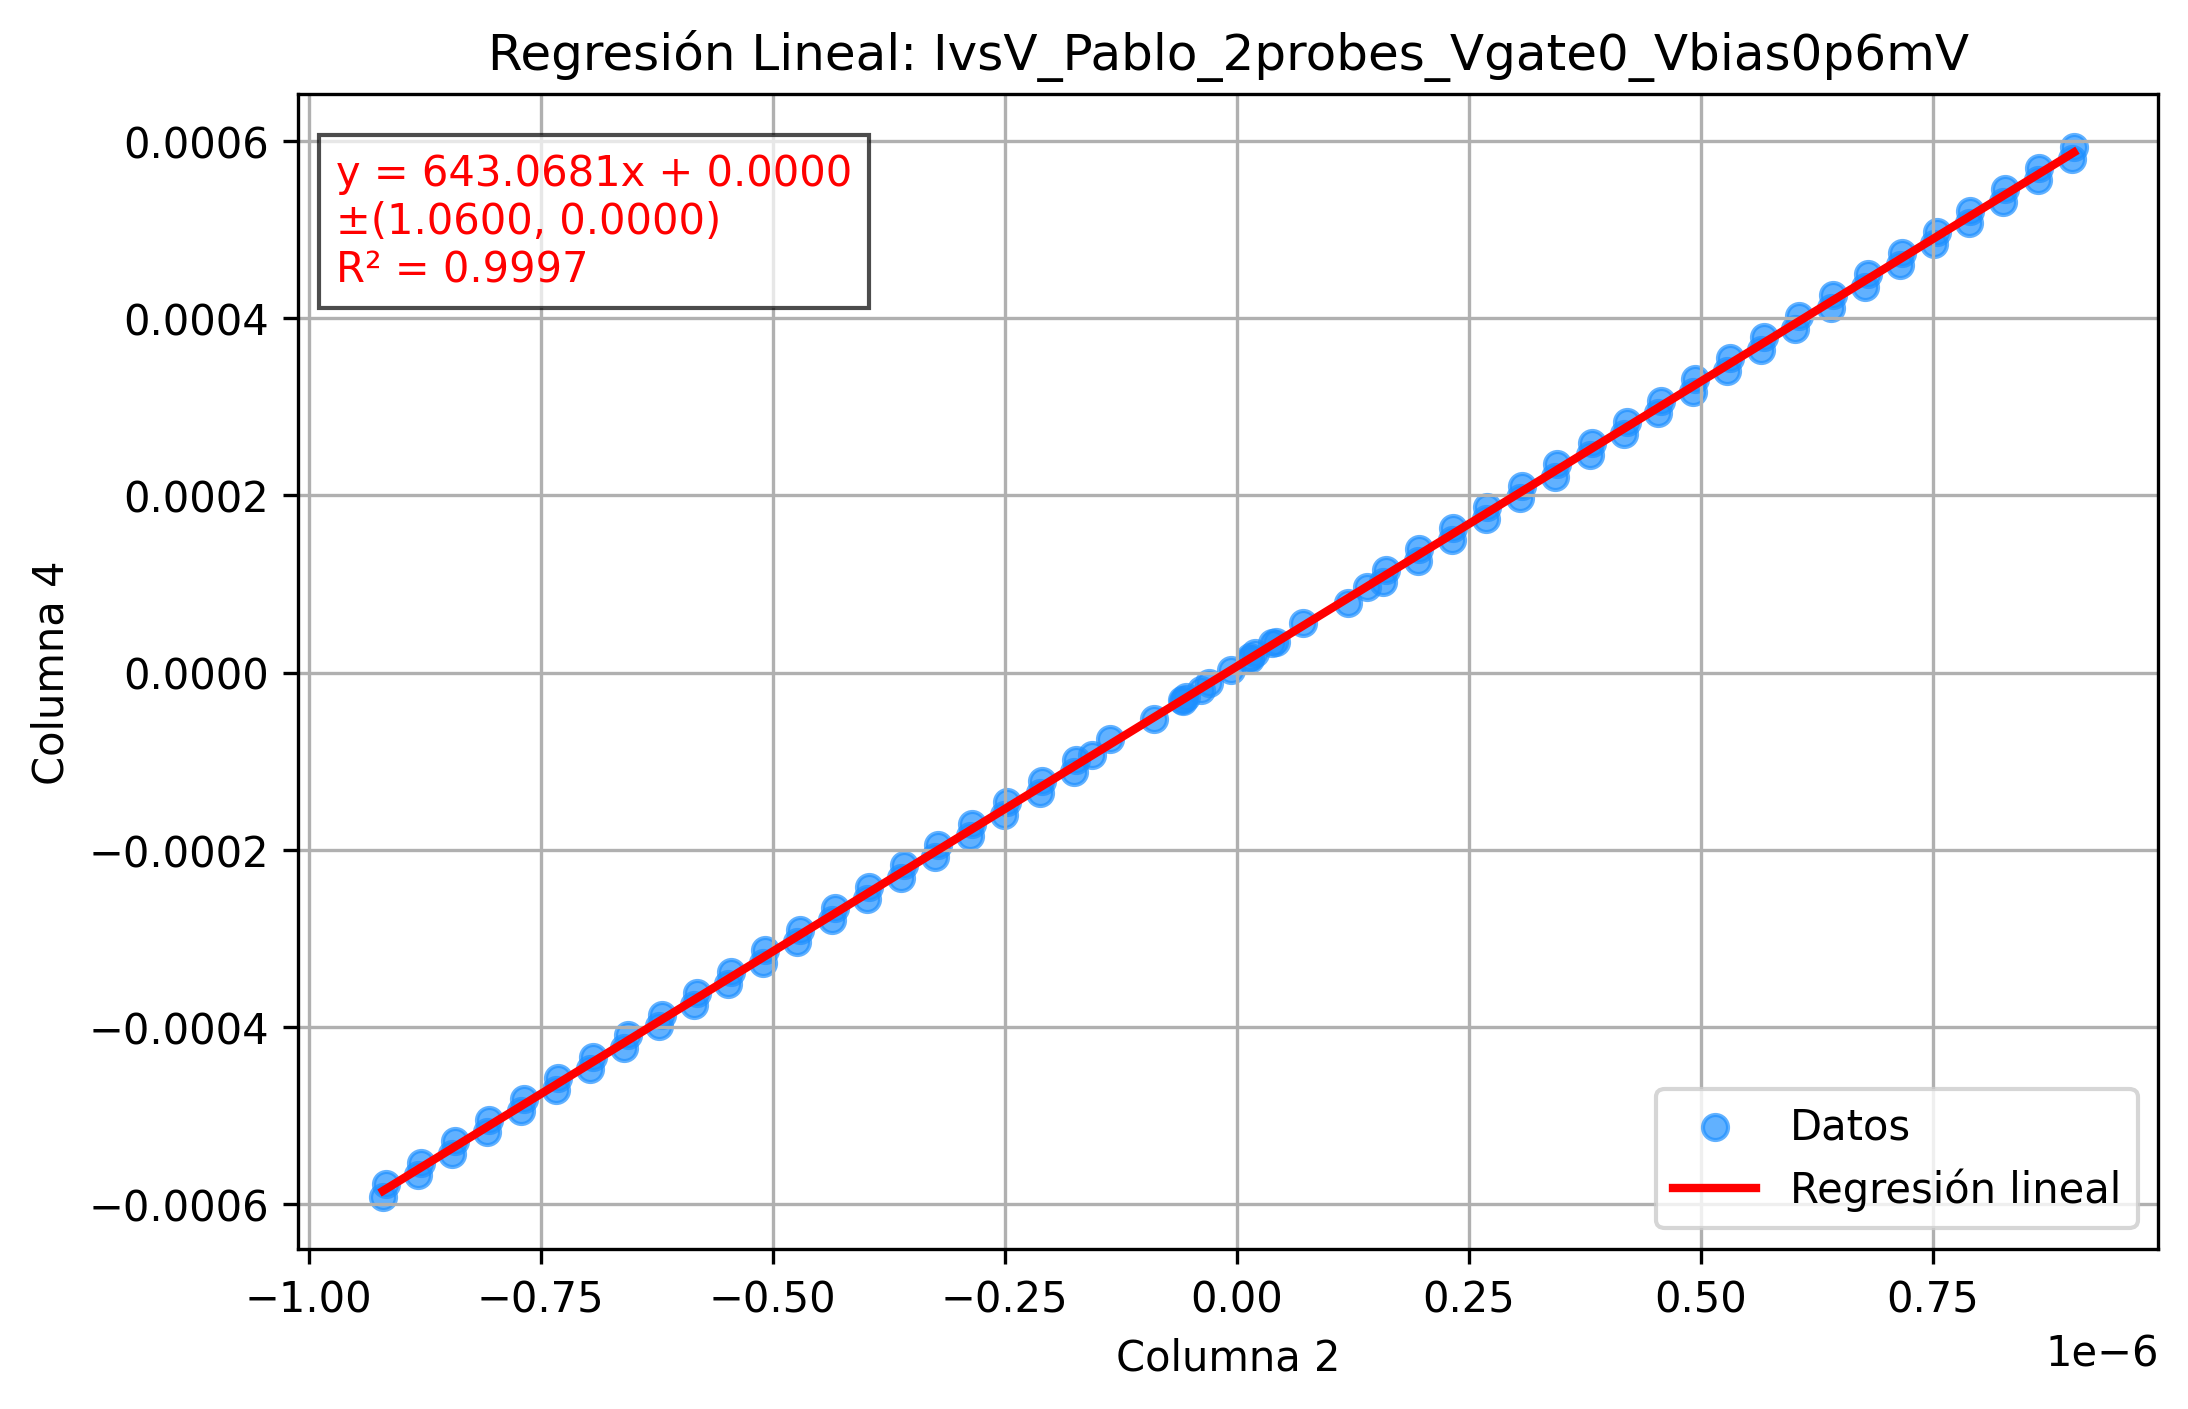 Regresión Lineal: IvsV_Pablo_2probes_Vgate0_Vbias0p6mV
y = 643.0681x + 0.0000
±(1.0600, 0.0000)
R² = 0.9997
0.0006
0.0004
0.0002
0.0000
−0.0002
−0.0004
−0.0006
Columna 4
Datos
Regresión lineal
−1.00
−0.75
−0.50
−0.25
0.00
0.25
0.50
0.75
1e−6
Columna 2